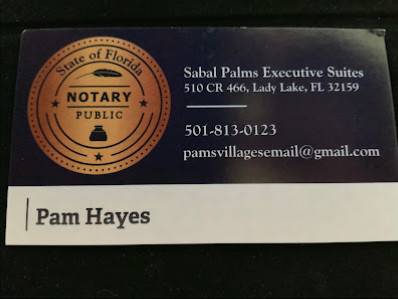 State of Florida
NOTARY
PUBLIC
Sabal Palms Executive Suites
510 CR 466, Lady Lake, FL 32159
501-813-0123
pamsvillagesemail@gmail.com
Pam Hayes